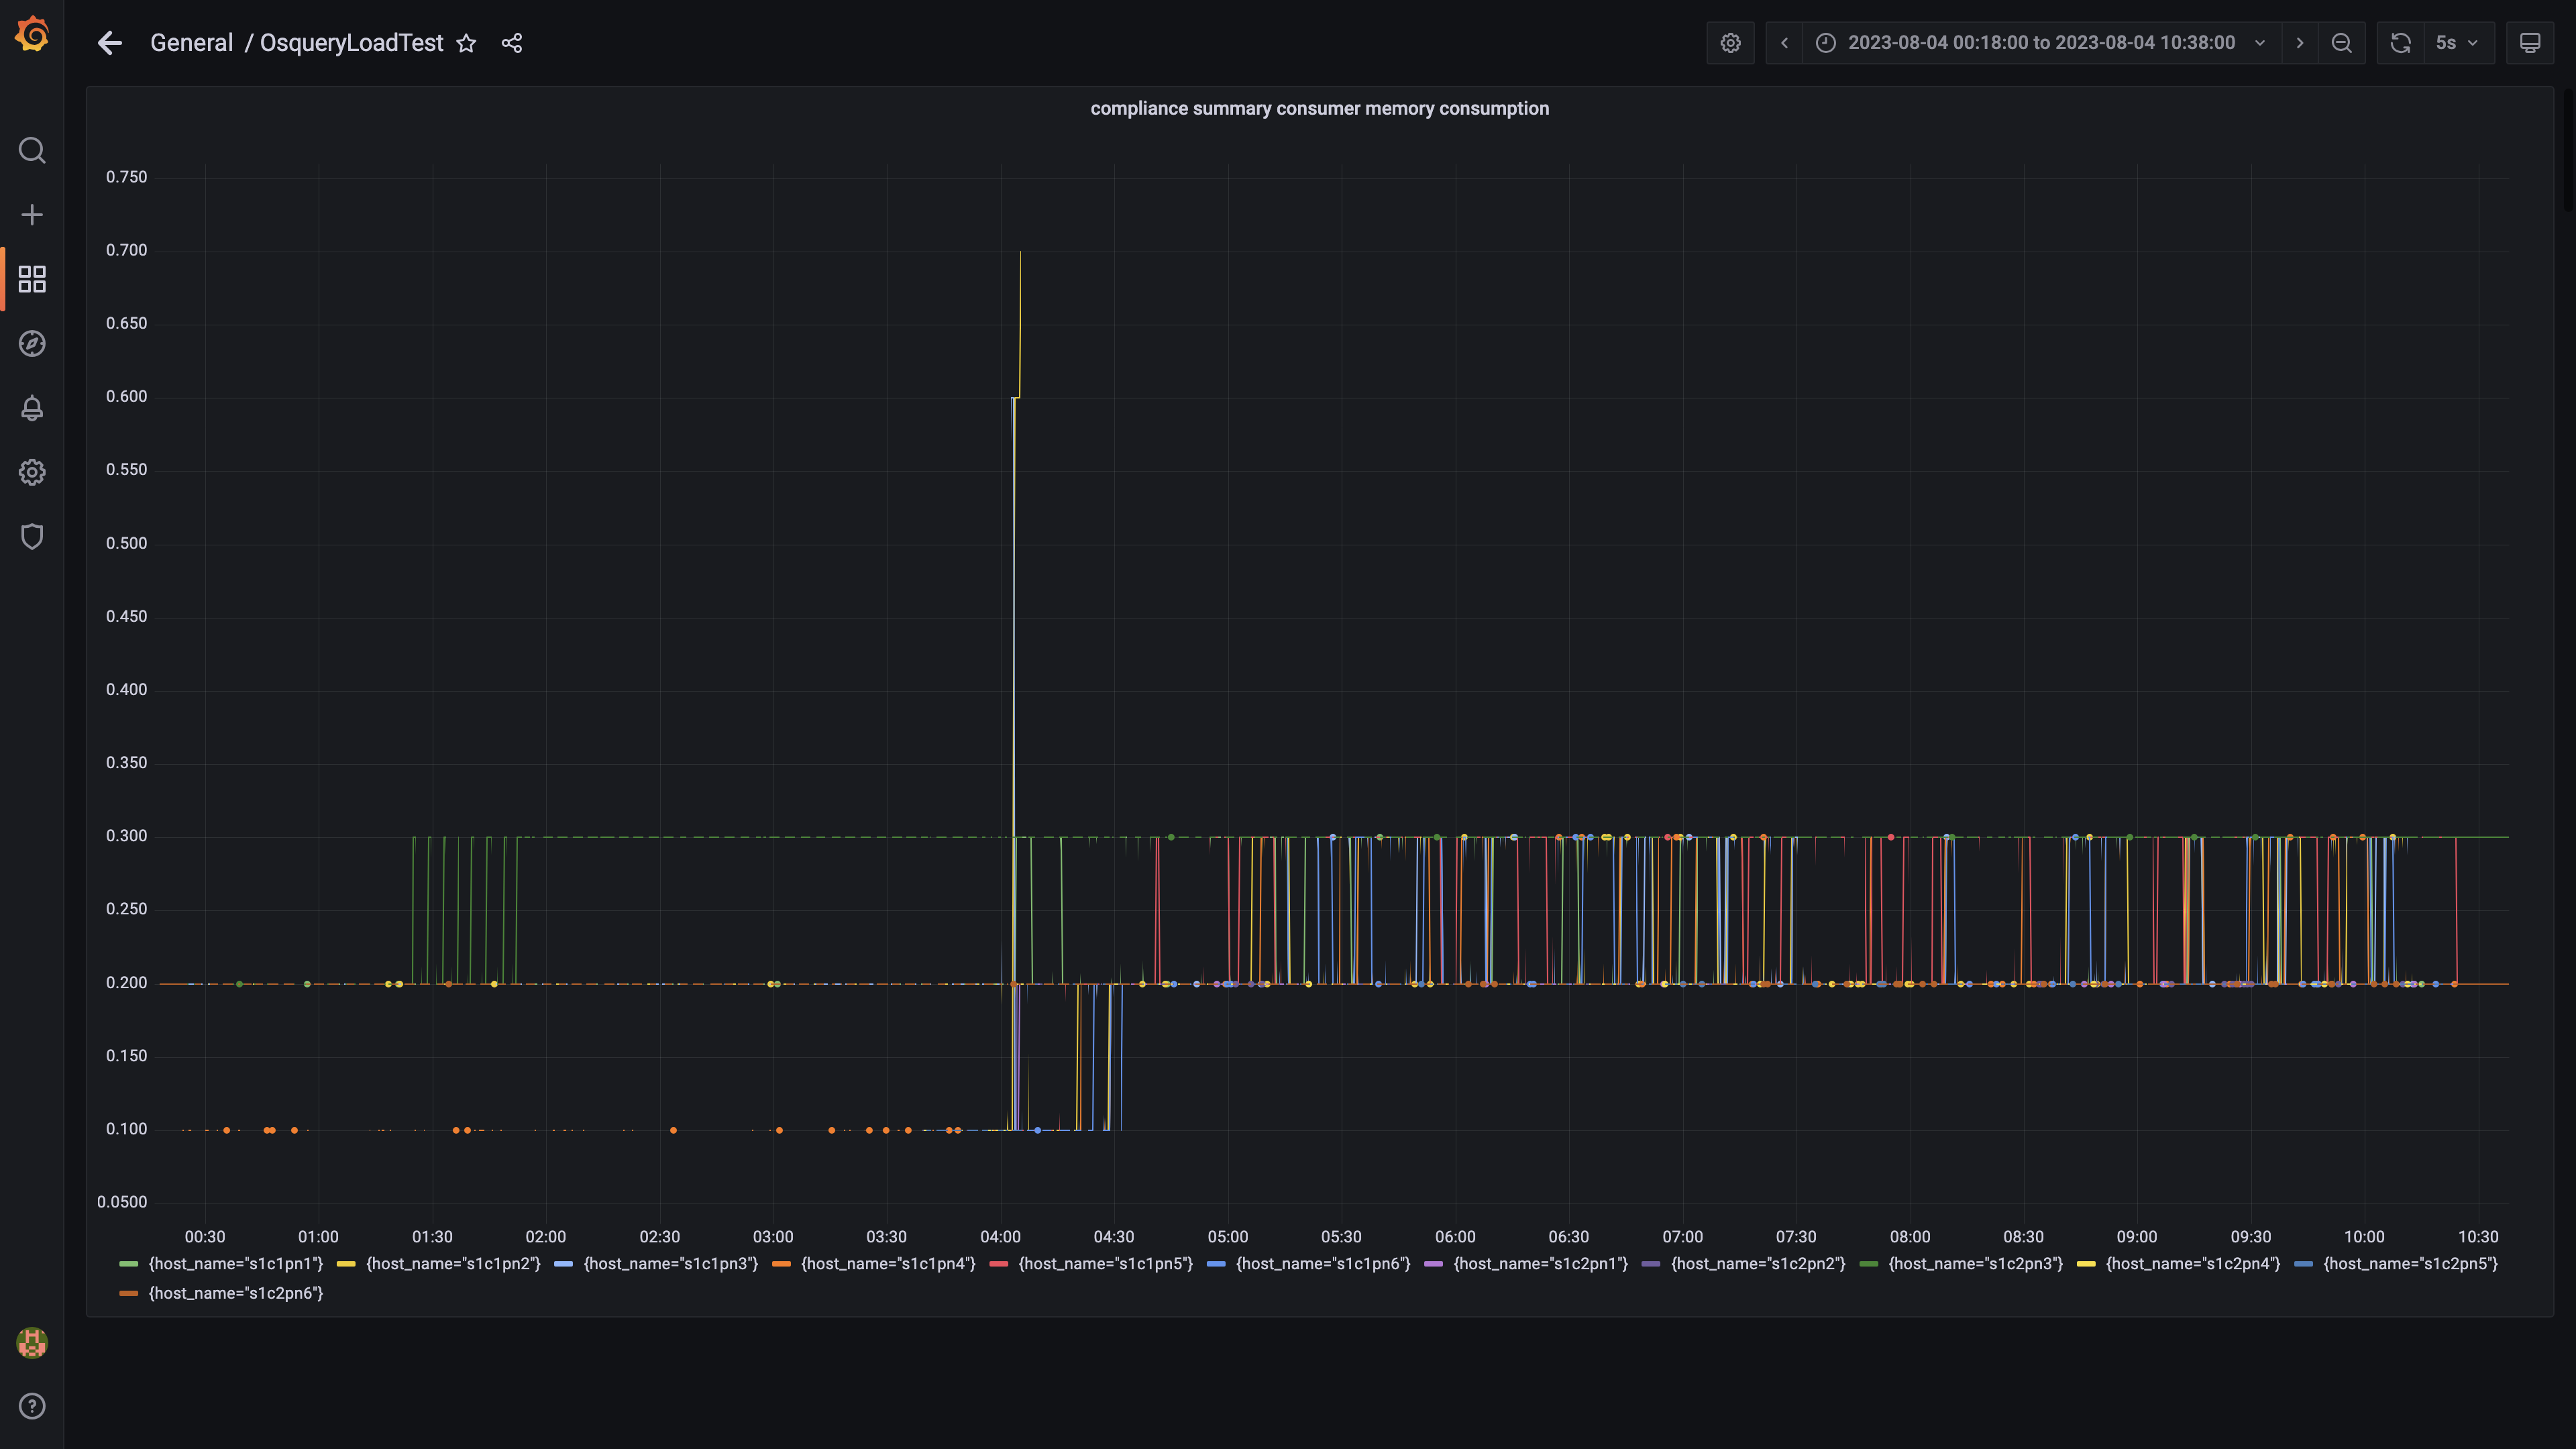 General / OsqueryLoadTest
2023-08-04 00:18:00 to 2023-08-04 10:38:00
5s
compliance summary consumer memory consumption
0.750
0.700
0.650
0.600
0.550
0.500
0.450
0.400
0.350
0.300
0.250
0.200
0.150
0.100
0.0500
00:30 01:00 01:30 02:00 02:30 03:00 03:30 04:00 04:30 05:00 05:30 06:00 06:30 07:00 07:30 08:00 08:30 09:00 09:30 10:00 10:30
{host_name="s1c1pn1"} {host_name="s1c1pn2"} {host_name="s1c1pn3"} {host_name="s1c1pn4"} {host_name="s1c1pn5"} {host_name="s1c1pn6"} {host_name="s1c2pn1"} {host_name="s1c2pn2"} {host_name="s1c2pn3"} {host_name="s1c2pn4"} {host_name="s1c2pn5"}
{host_name="s1c2pn6"}